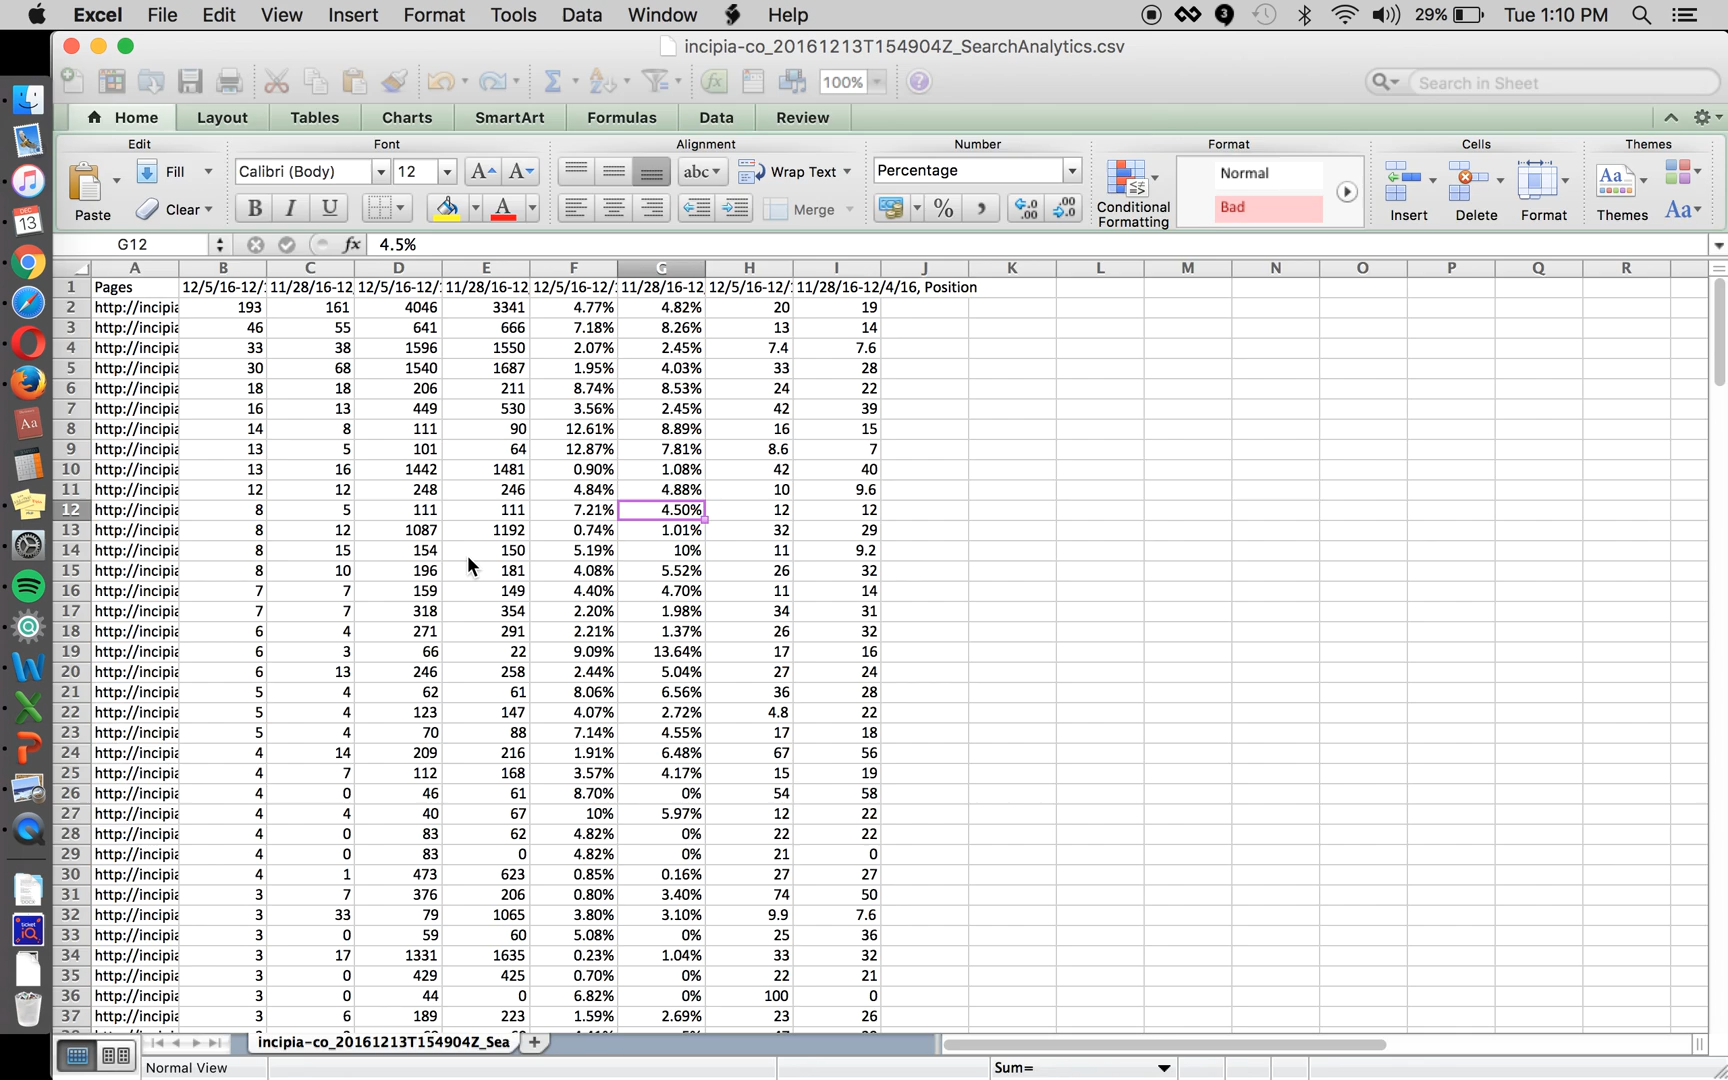 Excel File Edit View Insert Format Tools Data Window Help 3 29% Tue 1:10 PM
incipia-co_20161213T154904Z_SearchAnalytics.csv
100% Search in Sheet
Home Layout Tables Charts SmartArt Formulas Data Review
Edit Font Alignment Number Format Cells Themes
Paste Fill Clear Calibri (Body) 12 A A B I U A abc Wrap Text Merge Percentage % Conditional Formatting Normal Bad Insert Delete Format Aa Themes Aa
G12 fx 4.5%
A B C D E F G H I J K L M N O P Q R
1 Pages 12/5/16-12/ 11/28/16-12 12/5/16-12/ 11/28/16-12 12/5/16-12/ 11/28/16-12 12/5/16-12/ 11/28/16-12/4/16, Position
2 http://incipia 193 161 4046 3341 4.77% 4.82% 20 19
3 http://incipia 46 55 641 666 7.18% 8.26% 13 14
4 http://incipia 33 38 1596 1550 2.07% 2.45% 7.4 7.6
5 http://incipia 30 68 1540 1687 1.95% 4.03% 33 28
6 http://incipia 18 18 206 211 8.74% 8.53% 24 22
7 http://incipia 16 13 449 530 3.56% 2.45% 42 39
8 http://incipia 14 8 111 90 12.61% 8.89% 16 15
9 http://incipia 13 5 101 64 12.87% 7.81% 8.6 7
10 http://incipia 13 16 1442 1481 0.90% 1.08% 42 40
11 http://incipia 12 12 248 246 4.84% 4.88% 10 9.6
12 http://incipia 8 5 111 111 7.21% 4.50% 12 12
13 http://incipia 8 12 1087 1192 0.74% 1.01% 32 29
14 http://incipia 8 15 154 150 5.19% 10% 11 9.2
15 http://incipia 8 10 196 181 4.08% 5.52% 26 32
16 http://incipia 7 7 159 149 4.40% 4.70% 11 14
17 http://incipia 7 7 318 354 2.20% 1.98% 34 31
18 http://incipia 6 4 271 291 2.21% 1.37% 26 32
19 http://incipia 6 3 66 22 9.09% 13.64% 17 16
20 http://incipia 6 13 246 258 2.44% 5.04% 27 24
21 http://incipia 5 4 62 61 8.06% 6.56% 36 28
22 http://incipia 5 4 123 147 4.07% 2.72% 4.8 22
23 http://incipia 5 4 70 88 7.14% 4.55% 17 18
24 http://incipia 4 14 209 216 1.91% 6.48% 67 56
25 http://incipia 4 7 112 168 3.57% 4.17% 15 19
26 http://incipia 4 0 46 61 8.70% 0% 54 58
27 http://incipia 4 4 40 67 10% 5.97% 12 22
28 http://incipia 4 0 83 62 4.82% 0% 22 22
29 http://incipia 4 0 83 0 4.82% 0% 21 0
30 http://incipia 4 1 473 623 0.85% 0.16% 27 27
31 http://incipia 3 7 376 206 0.80% 3.40% 74 50
32 http://incipia 3 33 79 1065 3.80% 3.10% 9.9 7.6
33 http://incipia 3 0 59 60 5.08% 0% 25 36
34 http://incipia 3 17 1331 1635 0.23% 1.04% 33 32
35 http://incipia 3 0 429 425 0.70% 0% 22 21
36 http://incipia 3 0 44 0 6.82% 0% 100 0
37 http://incipia 3 6 189 223 1.59% 2.69% 23 26
incipia-co_20161213T154904Z_Sea
Normal View Sum=